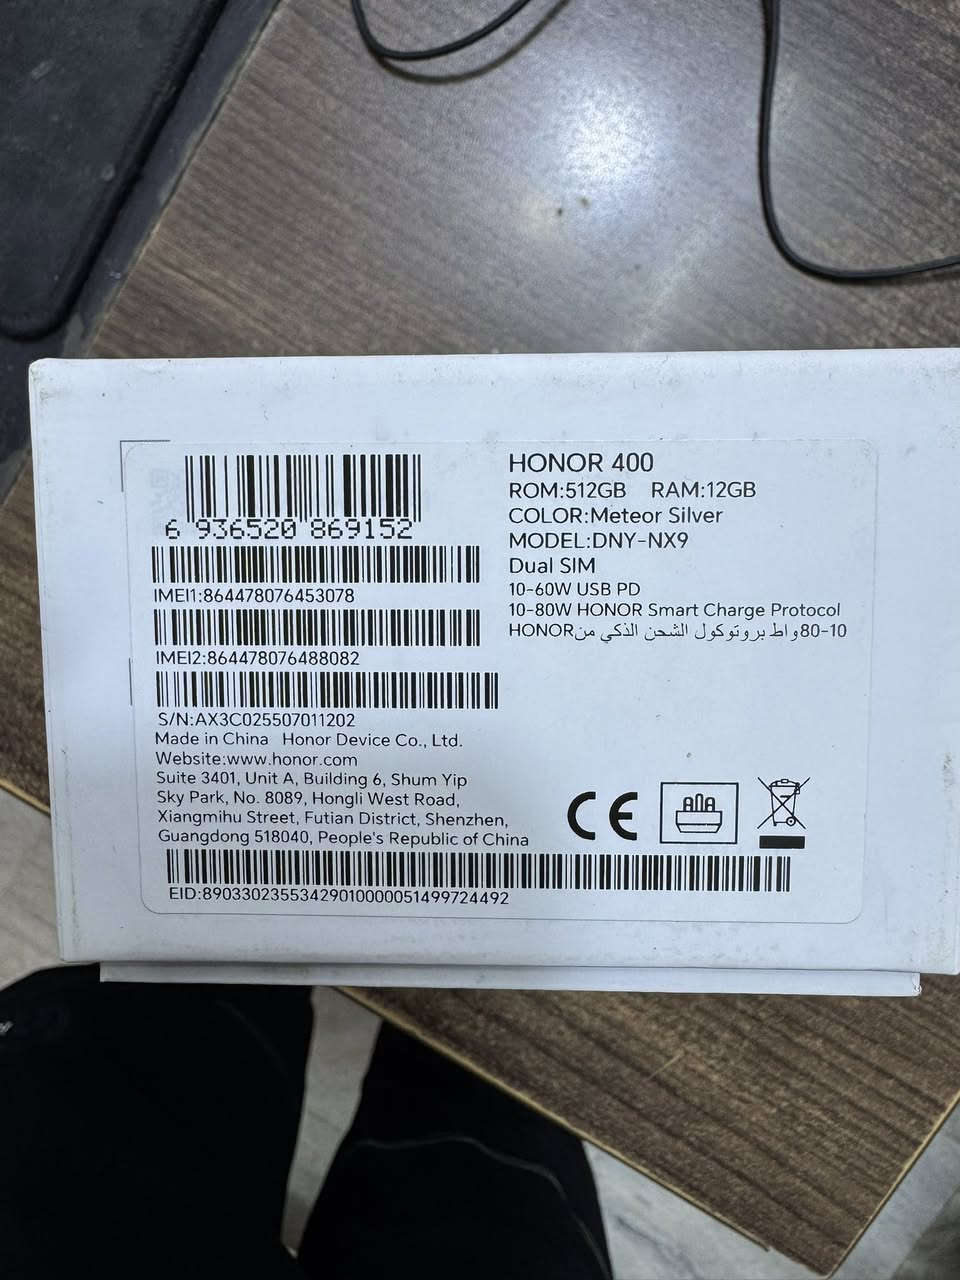 6 936520 869152
IMEI1:864478076453078
IMEI2:864478076488082
S/N:AX3C025507011202
Made in China Honor Device Co., Ltd.
Website:www.honor.com
Suite 3401, Unit A, Building 6, Shum Yip
Sky Park, No. 8089, Hongli West Road,
Xiangmihu Street, Futian District, Shenzhen,
Guangdong 518040, People's Republic of China
EID:89033023553429010000051499724492
HONOR 400
ROM:512GB RAM:12GB
COLOR:Meteor Silver
MODEL:DNY-NX9
Dual SIM
10-60W USB PD
10-80W HONOR Smart Charge Protocol
10-80واط بروتوكول الشحن الذكي من HONOR
CE